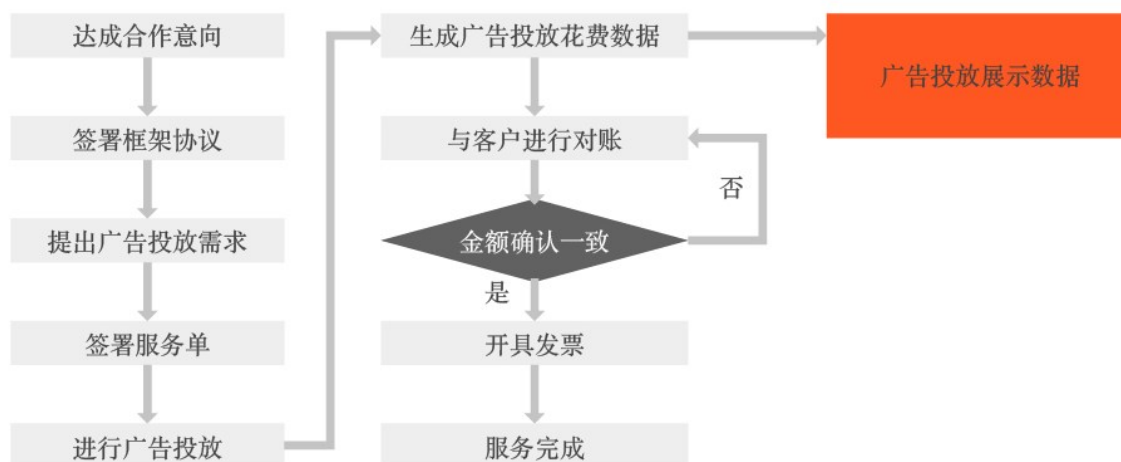 达成合作意向
签署框架协议
提出广告投放需求
签署服务单
进行广告投放
生成广告投放花费数据
与客户进行对账
金额确认一致
否
是
开具发票
服务完成
广告投放展示数据